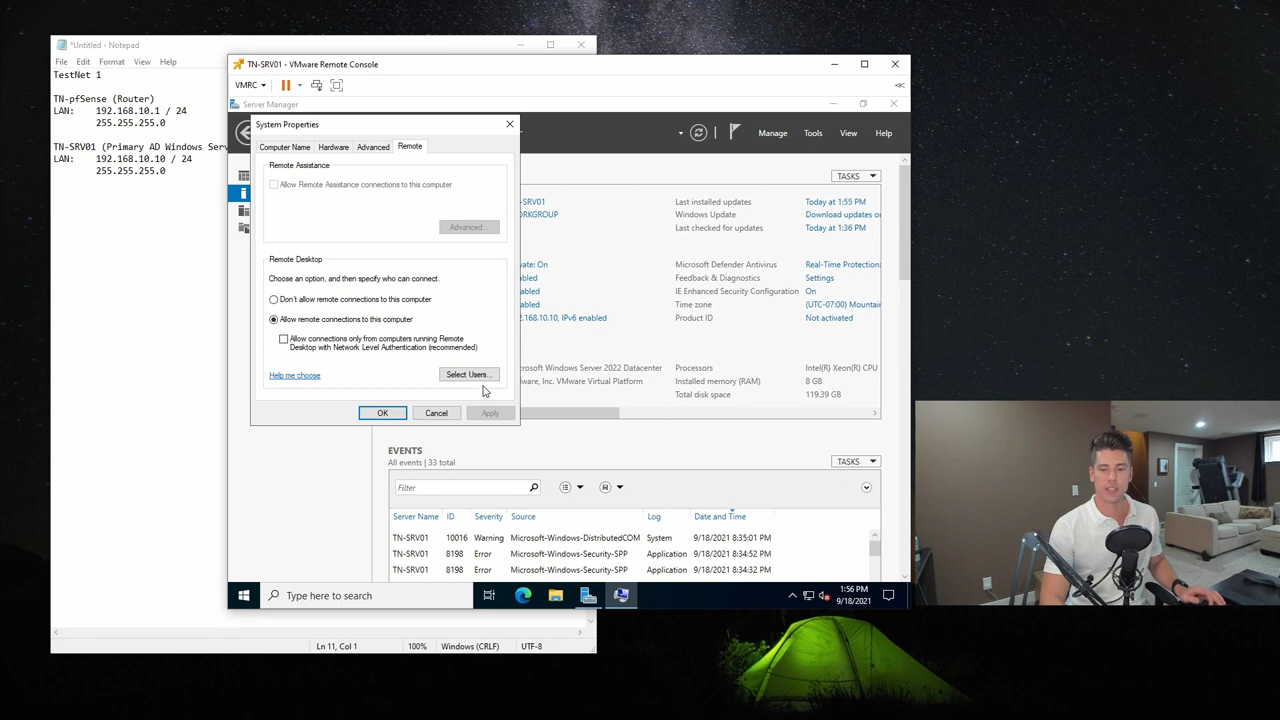 *Untitled - Notepad
File Edit Format View Help
TestNet 1
TN-pfSense (Router)
LAN: 192.168.10.1 / 24
255.255.255.0
TN-SRV01 (Primary AD Windows Serv
LAN: 192.168.10.10 / 24
255.255.255.0
Ln 11, Col 1 100% Windows (CRLF) UTF-8
TN-SRV01 - VMware Remote Console
VMRC
Server Manager
Manage Tools View Help
System Properties
Computer Name Hardware Advanced Remote
Remote Assistance
Allow Remote Assistance connections to this computer
Advanced...
Remote Desktop
Choose an option, and then specify who can connect.
Don't allow remote connections to this computer
Allow remote connections to this computer
Allow connections only from computers running Remote
Desktop with Network Level Authentication (recommended)
Help me choose Select Users...
OK Cancel Apply
TASKS
-SRV01 Last installed updates Today at 1:55 PM
ORKGROUP Windows Update Download updates on
Last checked for updates Today at 1:36 PM
vate: On Microsoft Defender Antivirus Real-Time Protection:
abled Feedback & Diagnostics Settings
abled IE Enhanced Security Configuration On
abled Time zone (UTC-07:00) Mountain
2.168.10.10, IPv6 enabled Product ID Not activated
crosoft Windows Server 2022 Datacenter Processors Intel(R) Xeon(R) CPU
ware, Inc. VMware Virtual Platform Installed memory (RAM) 8 GB
Total disk space 119.39 GB
EVENTS
All events | 33 total TASKS
Filter
Server Name ID Severity Source Log Date and Time
TN-SRV01 10016 Warning Microsoft-Windows-DistributedCOM System 9/18/2021 8:35:01 PM
TN-SRV01 8198 Error Microsoft-Windows-Security-SPP Application 9/18/2021 8:34:52 PM
TN-SRV01 8198 Error Microsoft-Windows-Security-SPP Application 9/18/2021 8:34:32 PM
Type here to search
1:56 PM
9/18/2021